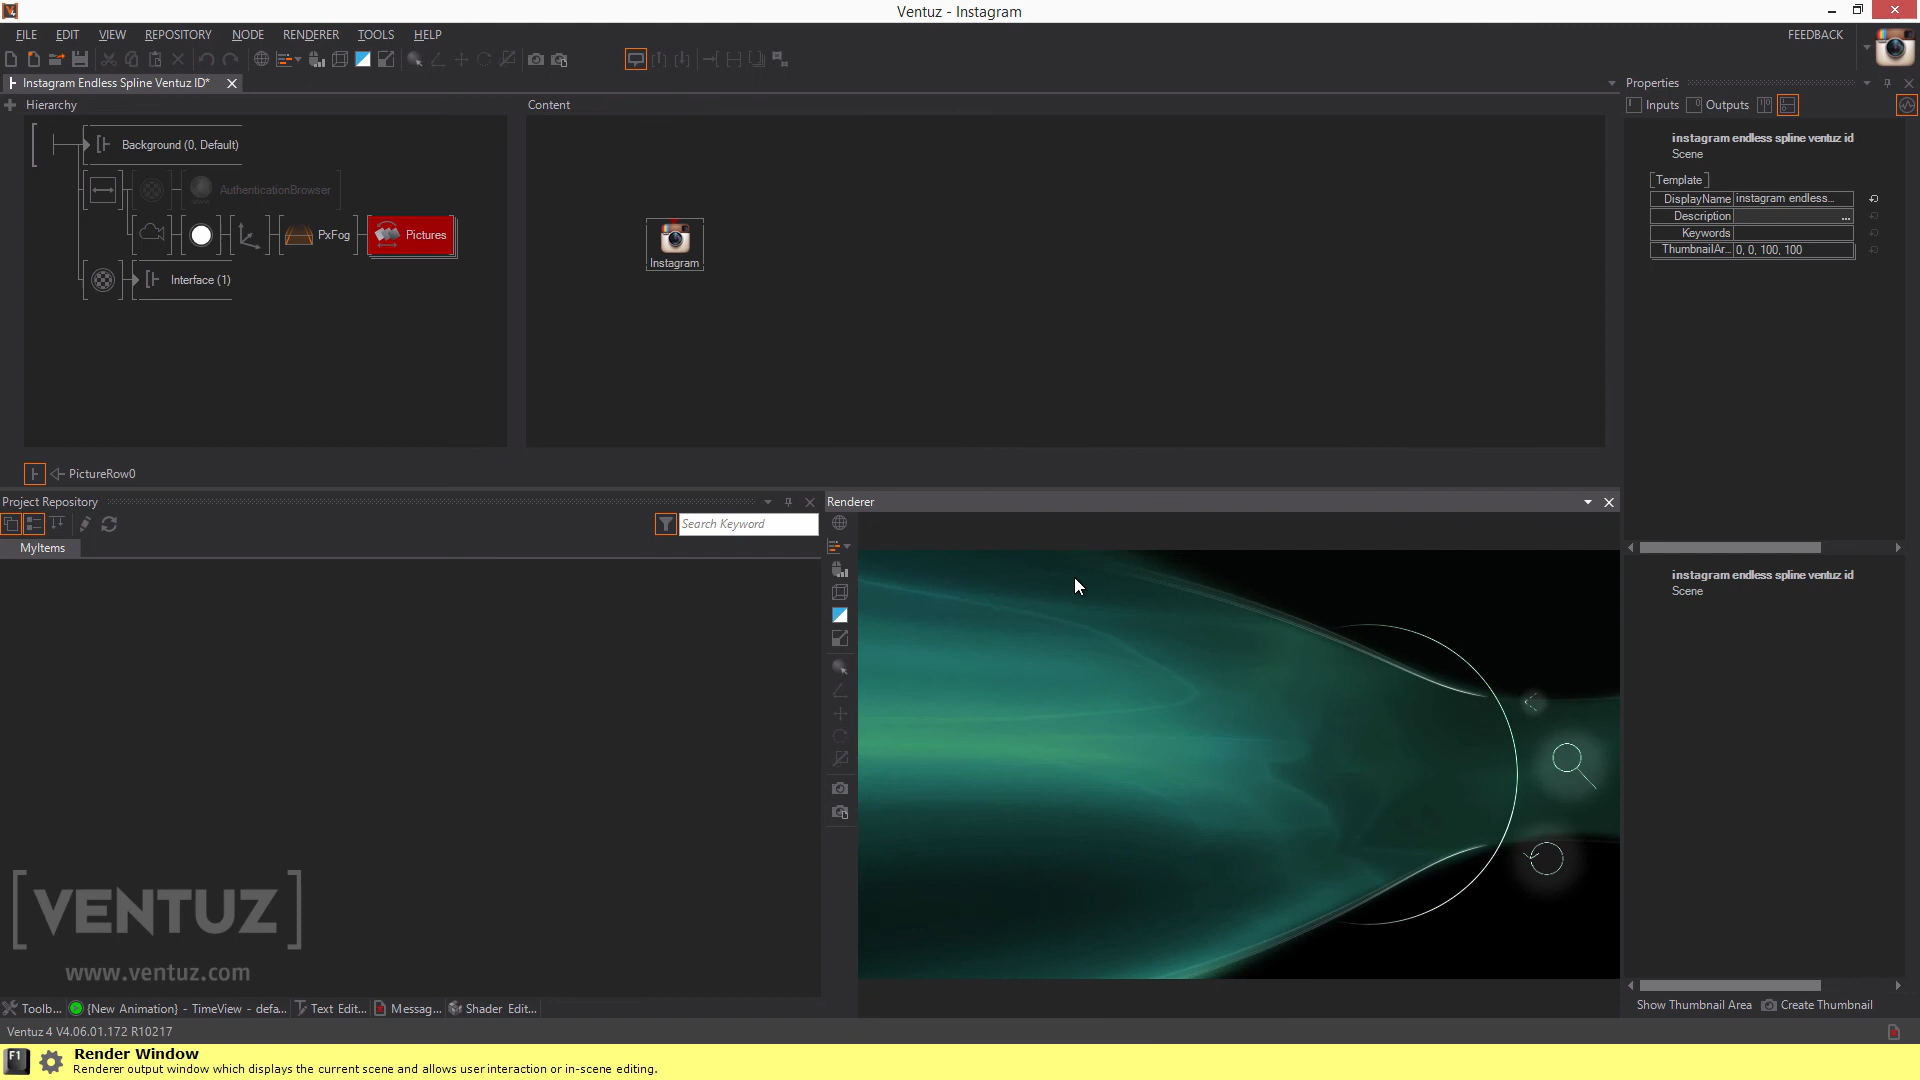 Ventuz - Instagram
FILE EDIT VIEW REPOSITORY NODE RENDERER TOOLS HELP
FEEDBACK
Instagram Endless Spline Ventuz ID*
Hierarchy
Content
Background (0, Default)
AuthenticationBrowser
PxFog
Pictures
Interface (1)
Instagram
PictureRow0
Properties
Inputs Outputs
instagram endless spline ventuz id
Scene
Template
DisplayName instagram endless...
Description ...
Keywords
ThumbnailAr... 0, 0, 100, 100
Project Repository
Search Keyword
MyItems
Renderer
instagram endless spline ventuz id
Scene
[VENTUZ]
www.ventuz.com
Toolb... {New Animation} - TimeView - defa... Text Edit... Messag... Shader Edit...
Show Thumbnail Area Create Thumbnail
Ventuz 4 V4.06.01.172 R10217
F1
Render Window
Renderer output window which displays the current scene and allows user interaction or in-scene editing.